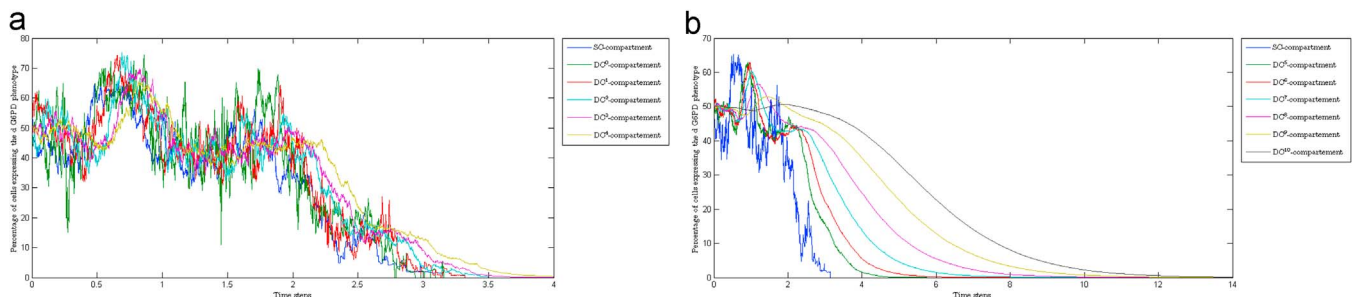 a
Percentage of cells expressing the d G6PD phenotype
80
70
60
50
40
30
20
10
0
0
0.5
1
1.5
2
2.5
3
3.5
4
Time steps
SC-compartment
DC⁰-compartement
DC¹-compartement
DC²-compartement
DC³-compartement
DC⁴-compartement
b
Percentage of cells expressing the d G6PD phenotype
70
60
50
40
30
20
10
0
0
2
4
6
8
10
12
14
Time steps
SC-compartment
DC⁵-compartement
DC⁶-compartement
DC⁷-compartement
DC⁸-compartement
DC⁹-compartement
DC¹⁰-compartement